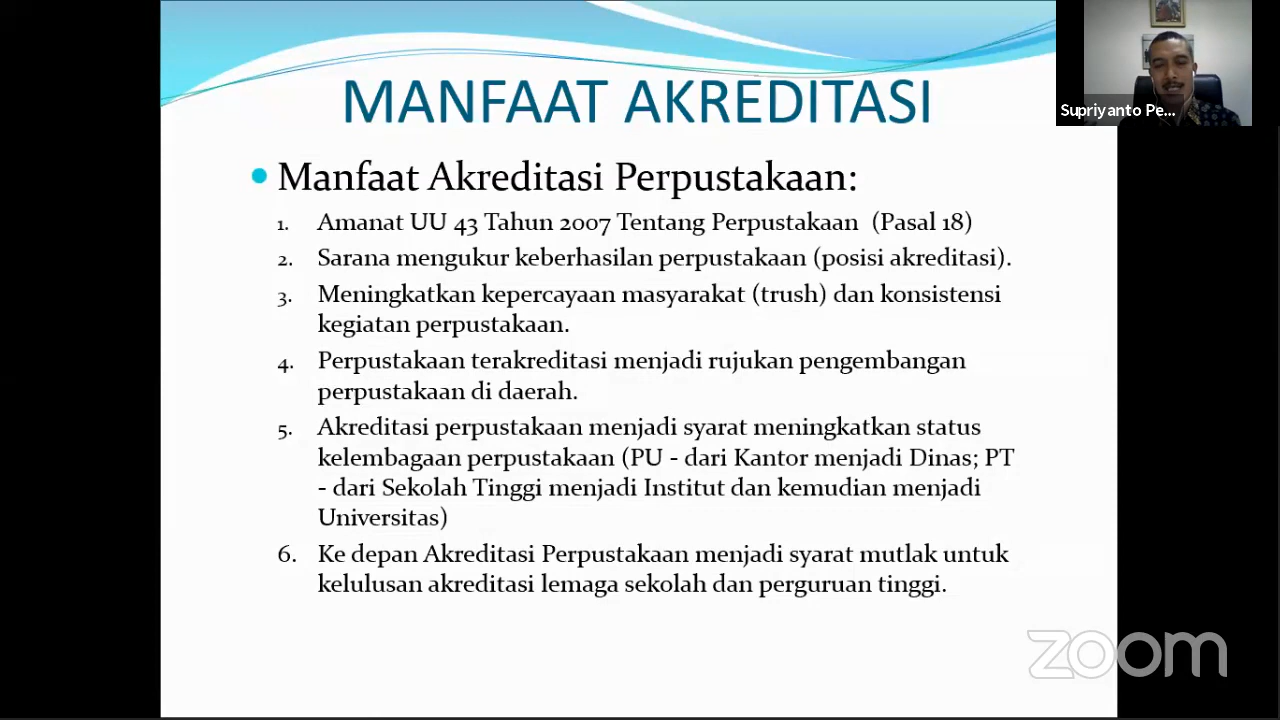 MANFAAT AKREDITASI
Supriyanto Pe...
• Manfaat Akreditasi Perpustakaan:
1. Amanat UU 43 Tahun 2007 Tentang Perpustakaan (Pasal 18)
2. Sarana mengukur keberhasilan perpustakaan (posisi akreditasi).
3. Meningkatkan kepercayaan masyarakat (trush) dan konsistensi
kegiatan perpustakaan.
4. Perpustakaan terakreditasi menjadi rujukan pengembangan
perpustakaan di daerah.
5. Akreditasi perpustakaan menjadi syarat meningkatkan status
kelembagaan perpustakaan (PU - dari Kantor menjadi Dinas; PT
- dari Sekolah Tinggi menjadi Institut dan kemudian menjadi
Universitas)
6. Ke depan Akreditasi Perpustakaan menjadi syarat mutlak untuk
kelulusan akreditasi lemaga sekolah dan perguruan tinggi.
zoom